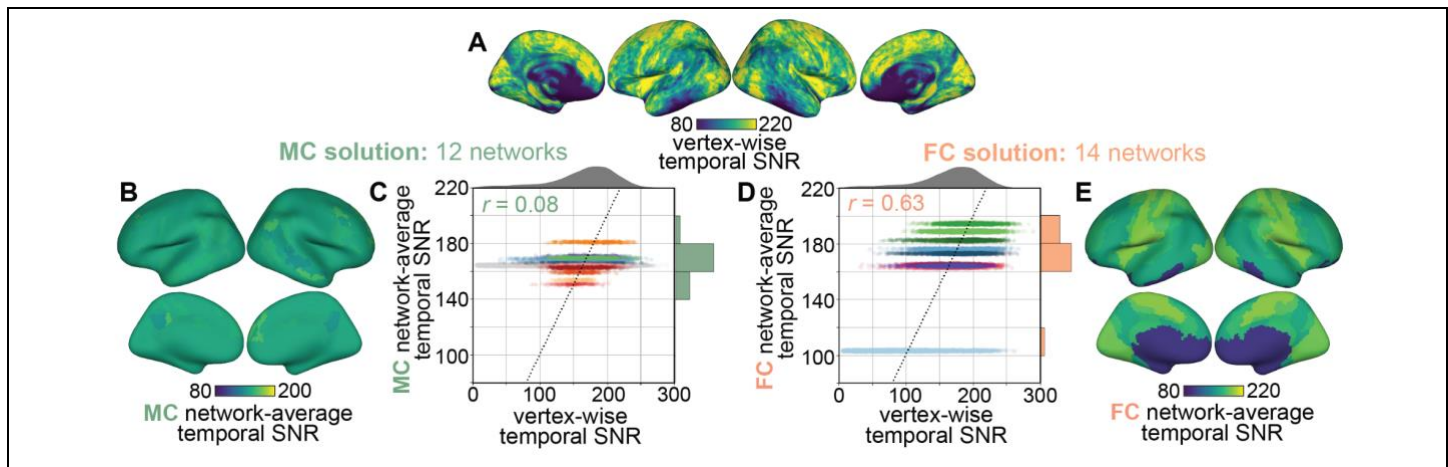 A
80 220
vertex-wise
temporal SNR
MC solution: 12 networks
FC solution: 14 networks
B
80 200
MC network-average
temporal SNR
C
MC network-average
temporal SNR
220
180
140
100
r = 0.08
0 100 200 300
vertex-wise
temporal SNR
D
FC network-average
temporal SNR
220
180
140
100
r = 0.63
0 100 200 300
vertex-wise
temporal SNR
E
80 220
FC network-average
temporal SNR